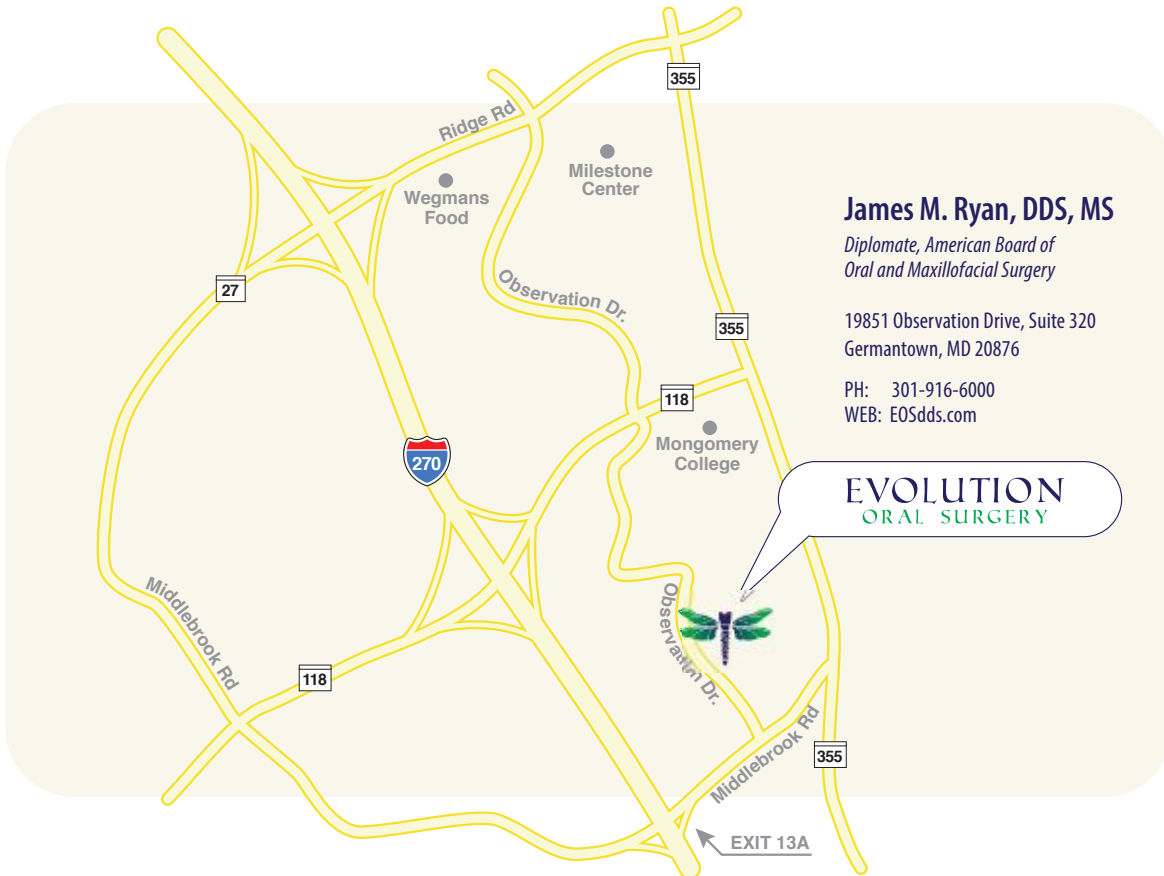 355
Ridge Rd
Milestone
Center
Wegmans
Food
James M. Ryan, DDS, MS
Diplomate, American Board of
Oral and Maxillofacial Surgery
27
Observation Dr.
355
19851 Observation Drive, Suite 320
Germantown, MD 20876
PH: 301-916-6000
WEB: EOSdds.com
118
Mongomery
College
270
EVOLUTION
ORAL SURGERY
Middlebrook Rd
Observation Dr.
118
Middlebrook Rd
355
EXIT 13A